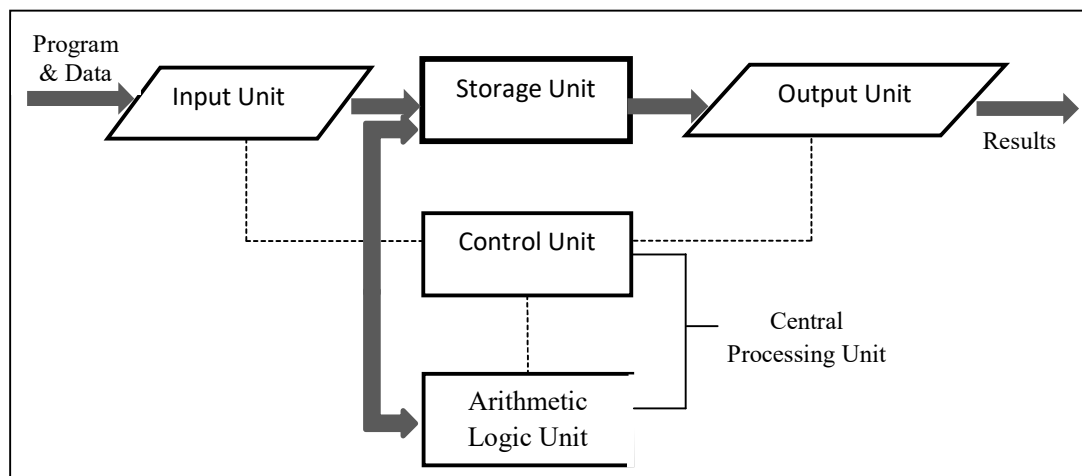 Program
& Data
Input Unit
Storage Unit
Output Unit
Results
Control Unit
Central
Processing Unit
Arithmetic
Logic Unit